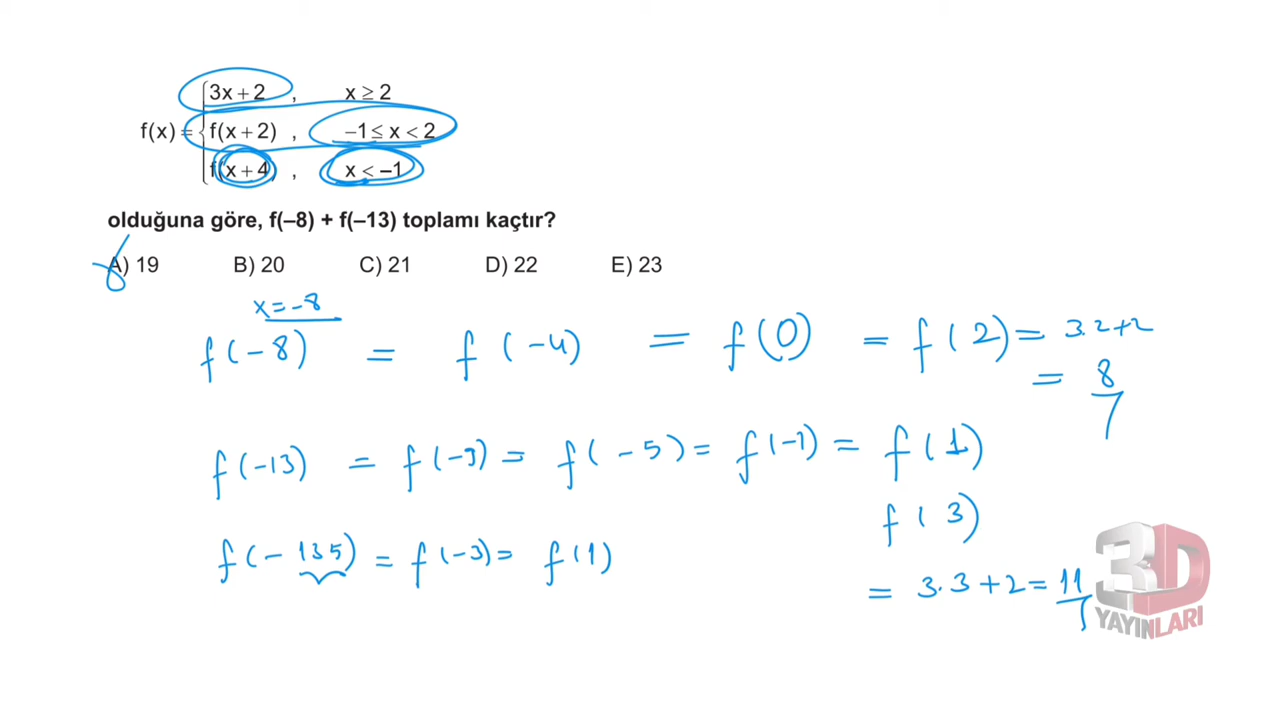 3x + 2 , x ≥ 2
f(x) = f(x + 2) , –1 ≤ x < 2
f(x + 4) , x < –1
olduğuna göre, f(–8) + f(–13) toplamı kaçtır?
A) 19 B) 20 C) 21 D) 22 E) 23
x = -8
f(-8) = f(-4) = f(0) = f(2) = 3.2+2
= 8
f(-13) = f(-9) = f(-5) = f(-1) = f(1)
f(3)
f(-135) = f(-3) = f(1)
= 3.3+2 = 11
3D
YAYINLARI